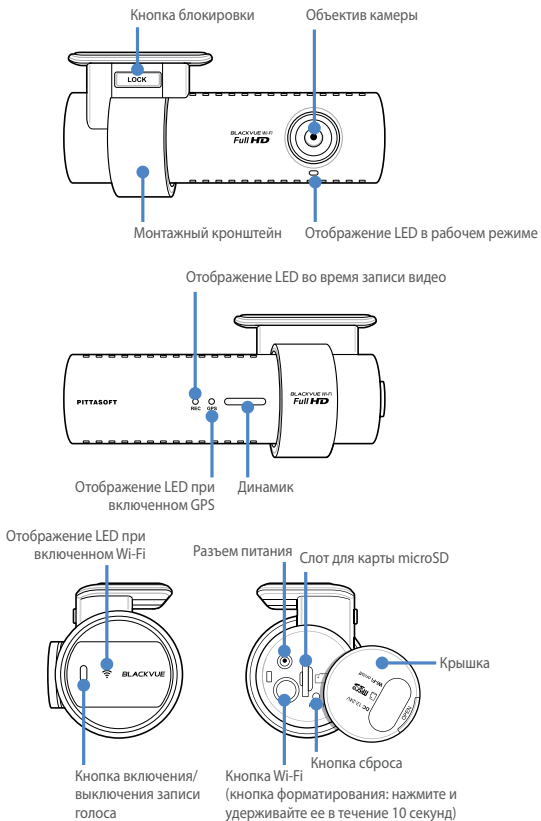 Кнопка блокировки
Объектив камеры
LOCK
BLACKVUE Wi-Fi
Full HD
Монтажный кронштейн
Отображение LED в рабочем режиме
Отображение LED во время записи видео
PITTASOFT
REC
GPS
BLACKVUE Wi-Fi
Full HD
Отображение LED при
включенном GPS
Динамик
Отображение LED при
включенном Wi-Fi
Разъем питания
Слот для карты microSD
BLACKVUE
Крышка
DC 12-24V
Кнопка включения/
выключения записи
голоса
Кнопка Wi-Fi
(кнопка форматирования: нажмите и
удерживайте ее в течение 10 секунд)
Кнопка сброса